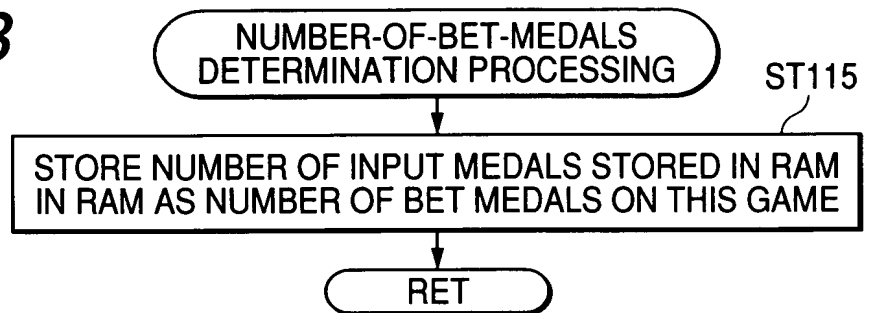 3
NUMBER-OF-BET-MEDALS
DETERMINATION PROCESSING
ST115
STORE NUMBER OF INPUT MEDALS STORED IN RAM
IN RAM AS NUMBER OF BET MEDALS ON THIS GAME
RET